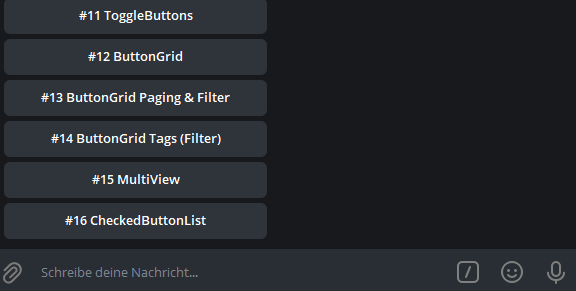 #11 ToggleButtons
#12 ButtonGrid
#13 ButtonGrid Paging & Filter
#14 ButtonGrid Tags (Filter)
#15 MultiView
#16 CheckedButtonList
Schreibe deine Nachricht...